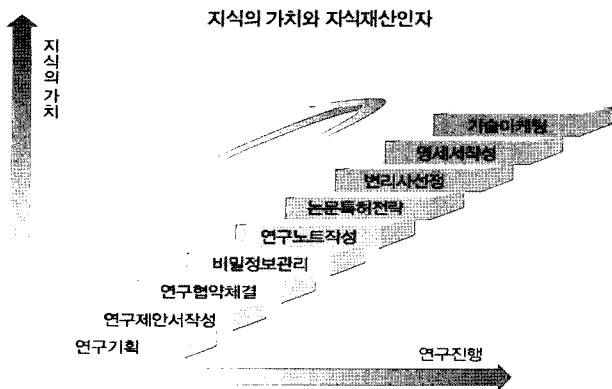 지식의 가치와 지식재산인자
지식의 가치
기술마케팅
명세서작성
변리사선정
논문특허전략
연구노트작성
비밀정보관리
연구협약체결
연구제안서작성
연구기획
연구진행